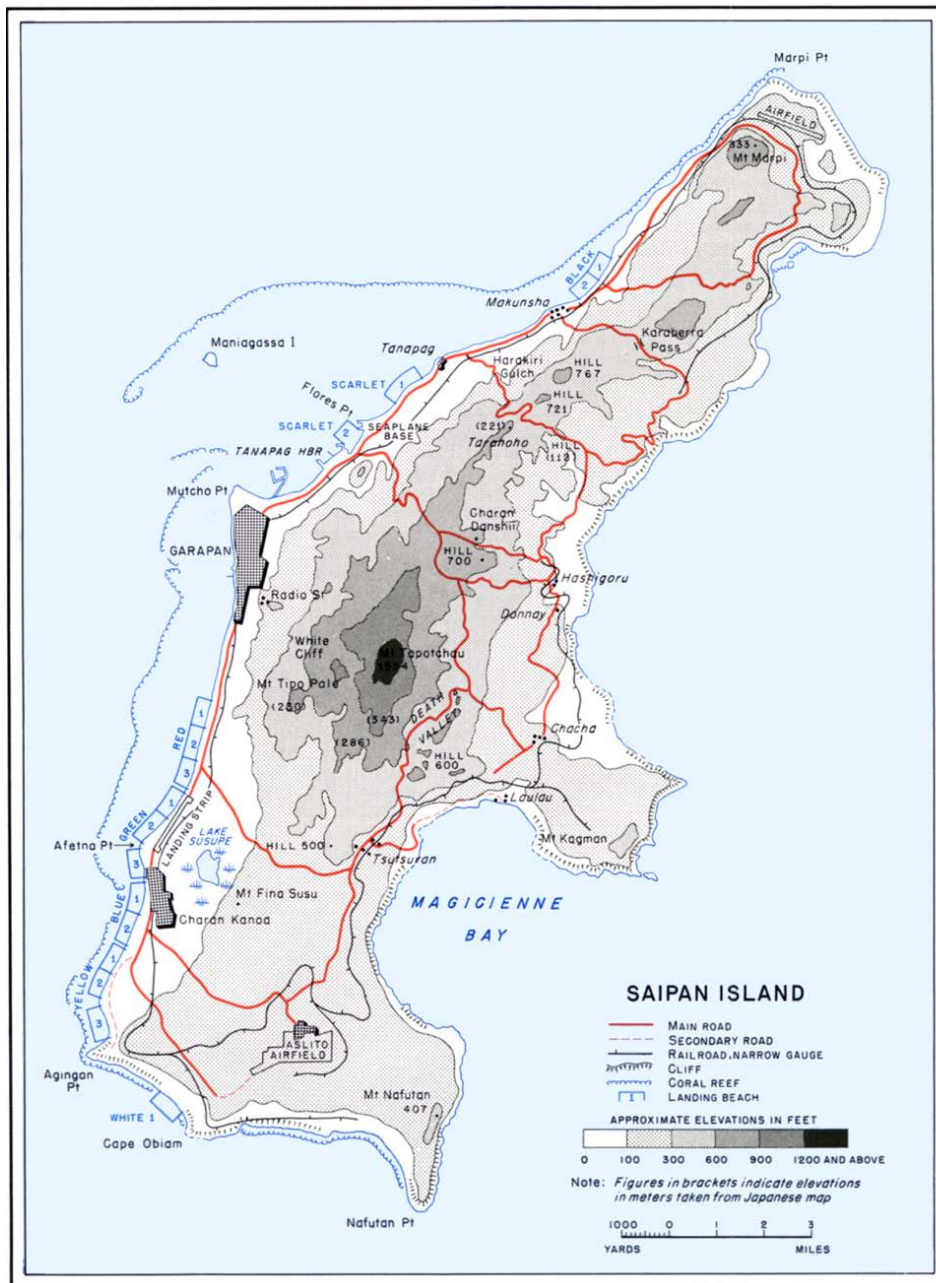 Marpi Pt
AIRFIELD
833
Mt Marpi
BLACK
1
2
Makunsha
Karaberra
Pass
Maniagassa I
Tanapag
Harakiri
Gulch
HILL
767
Flores Pt
SCARLET
1
HILL
721
SCARLET
2
SEAPLANE
BASE
(221)
Tarahoho
TANAPAG HBR
HILL
(112)
Mutcho Pt
Charan
Danshii
GARAPAN
HILL
700
Hashigoru
Radio St
Donnay
White
Cliff
Mt Tapotchau
1554
Mt Tipo Pale
(230)
DEATH
VALLEY
(343)
(286)
RED
1
2
3
Chacha
HILL
600
Laulau
GREEN
1
2
3
LANDING STRIP
Afetna Pt
LAKE
SUSUPE
HILL 500
Tsutsuran
Mt Kagman
BLUE
1
2
Mt Fina Susu
Charan Kanoa
MAGICIENNE
BAY
YELLOW
1
2
3
ASLITO
AIRFIELD
Agingan
Pt
WHITE 1
Cape Obiam
Mt Nafutan
407
Nafutan Pt
SAIPAN ISLAND
MAIN ROAD
SECONDARY ROAD
RAILROAD, NARROW GAUGE
CLIFF
CORAL REEF
1 LANDING BEACH
APPROXIMATE ELEVATIONS IN FEET
0 100 300 600 900 1200 AND ABOVE
Note: Figures in brackets indicate elevations
in meters taken from Japanese map
1000 0 1 2 3
YARDS MILES